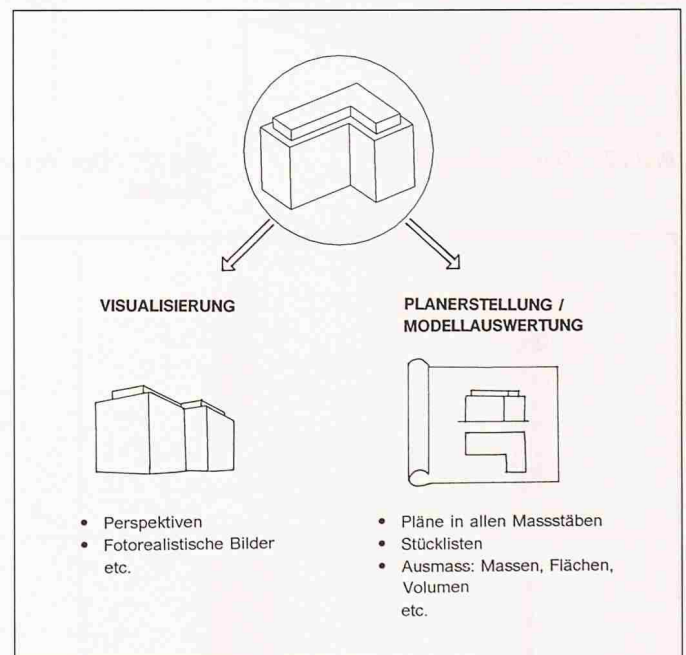 VISUALISIERUNG
• Perspektiven
• Fotorealistische Bilder
etc.
PLANERSTELLUNG /
MODELLAUSWERTUNG
• Pläne in allen Massstäben
• Stücklisten
• Ausmass: Massen, Flächen,
Volumen
etc.